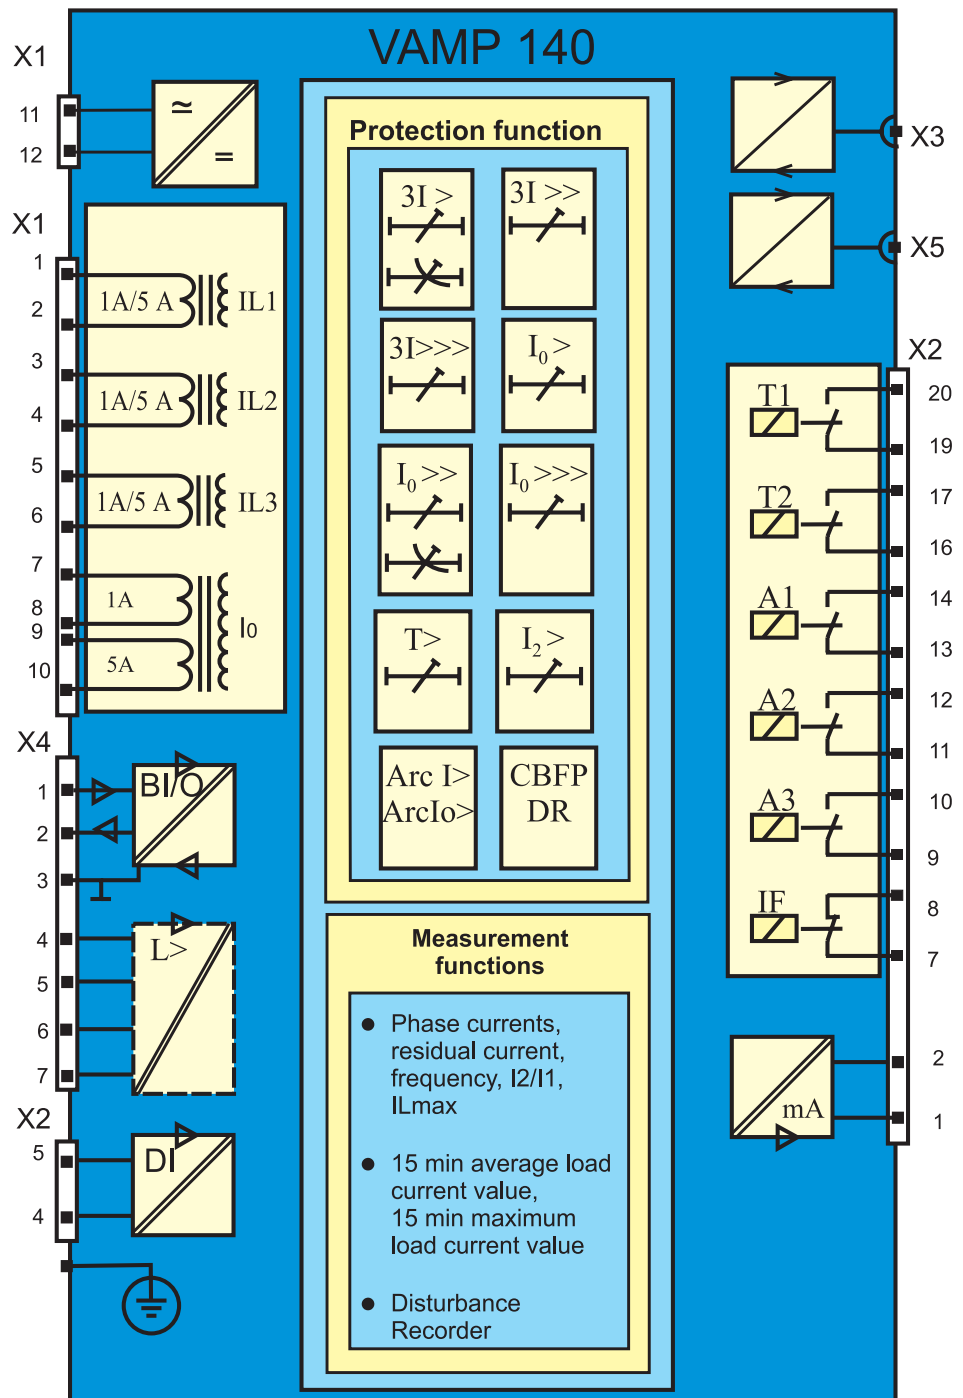 VAMP 140
X1
11
12
≃
=
X1
1
2
3
4
5
6
7
8
9
10
1A/5 A IL1
1A/5 A IL2
1A/5 A IL3
1A
I0
5A
X4
1
2
3
4
5
6
7
BI/O
L>
X2
5
4
DI
Protection function
3I > 3I >>
3I>>> I0 >
I0 >> I0 >>>
T> I2 >
Arc I> CBFP
ArcIo> DR
Measurement
functions
● Phase currents,
residual current,
frequency, I2/I1,
ILmax
● 15 min average load
current value,
15 min maximum
load current value
● Disturbance
Recorder
X3
X5
X2
T1 20
19
T2 17
16
A1 14
13
A2 12
11
A3 10
9
IF 8
7
mA 2
1